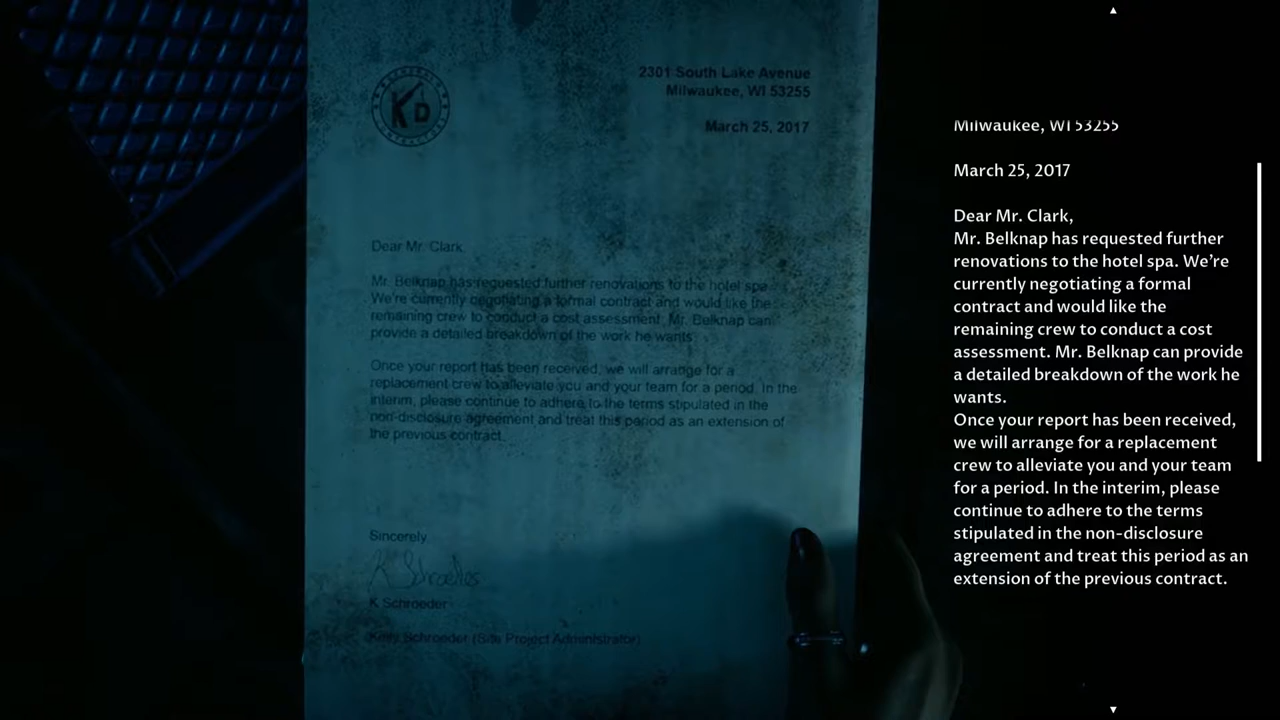 KD
2301 South Lake Avenue
Milwaukee, WI 53255
March 25, 2017
Dear Mr. Clark,
Mr. Belknap has requested further renovations to the hotel spa.
We're currently negotiating a formal contract and would like the
remaining crew to conduct a cost assessment. Mr. Belknap can
provide a detailed breakdown of the work he wants.
Once your report has been received, we will arrange for a
replacement crew to alleviate you and your team for a period. In the
interim, please continue to adhere to the terms stipulated in the
non-disclosure agreement and treat this period as an extension of
the previous contract.
Sincerely,
K Schroeder
K Schroeder
Kelly Schroeder (Site Project Administrator)
Milwaukee, WI 53255
March 25, 2017
Dear Mr. Clark,
Mr. Belknap has requested further
renovations to the hotel spa. We're
currently negotiating a formal
contract and would like the
remaining crew to conduct a cost
assessment. Mr. Belknap can provide
a detailed breakdown of the work he
wants.
Once your report has been received,
we will arrange for a replacement
crew to alleviate you and your team
for a period. In the interim, please
continue to adhere to the terms
stipulated in the non-disclosure
agreement and treat this period as an
extension of the previous contract.